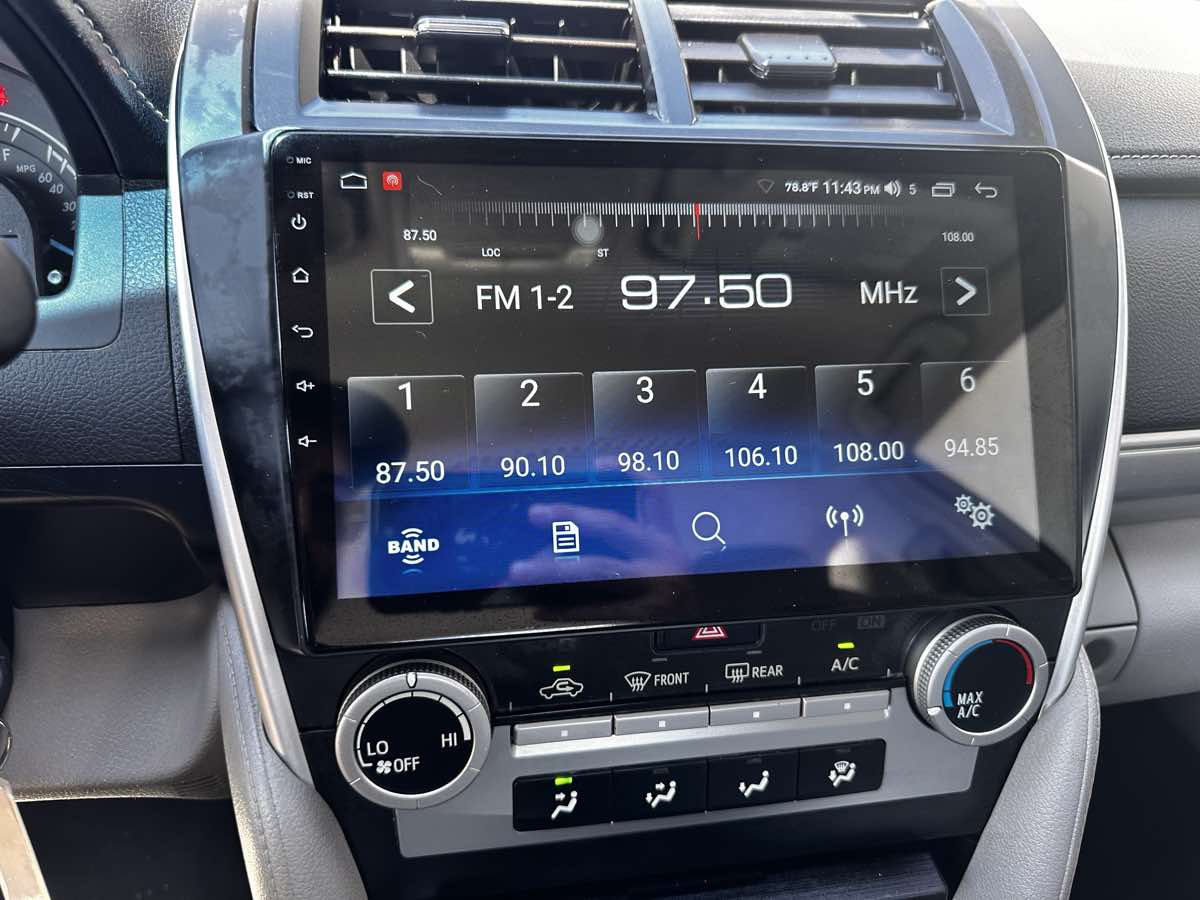 MIC
RST
F
MPG
60
40
30
78.8°F 11:43 PM 5
87.50
108.00
LOC ST
FM 1-2 97.50 MHz
1 2 3 4 5 6
87.50 90.10 98.10 106.10 108.00 94.85
BAND
OFF ON
FRONT REAR A/C
LO HI
OFF
MAX
A/C